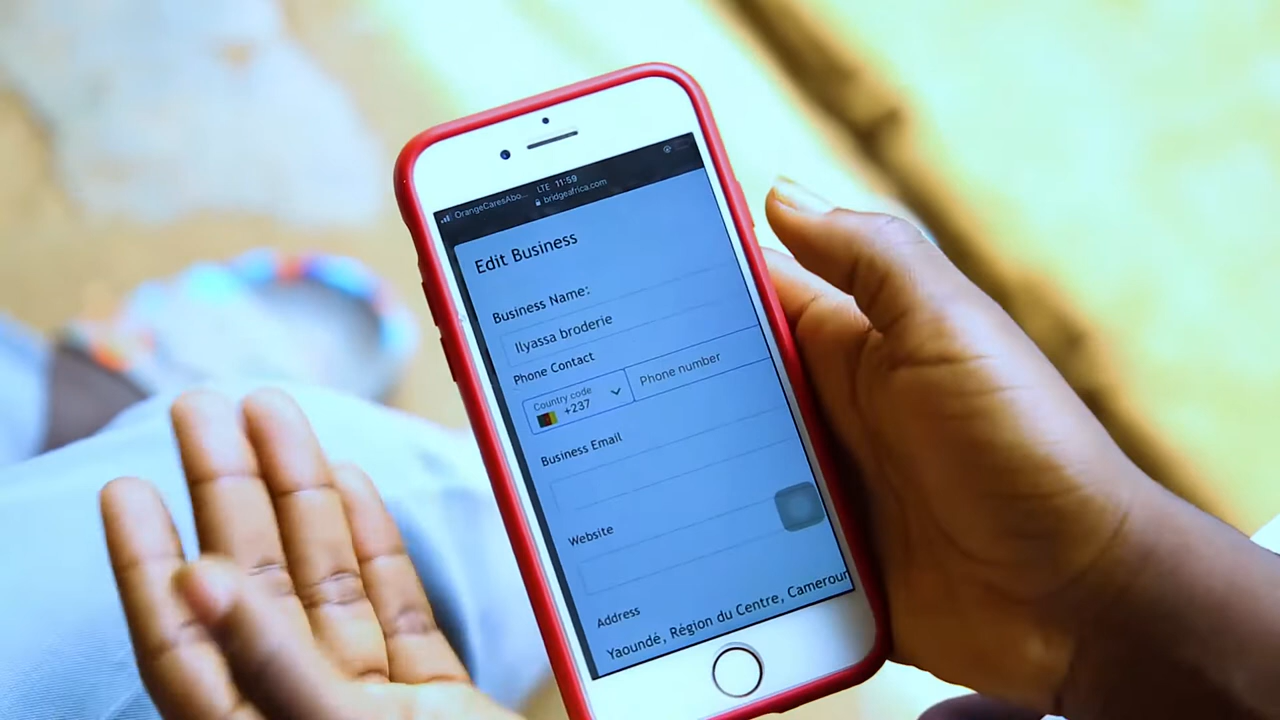 OrangeCaresAbo... LTE 11:59
bridgeafrica.com
Edit Business
Business Name:
Ilyassa broderie
Phone Contact
Country code
+237
Phone number
Business Email
Website
Address
Yaoundé, Région du Centre, Cameroun